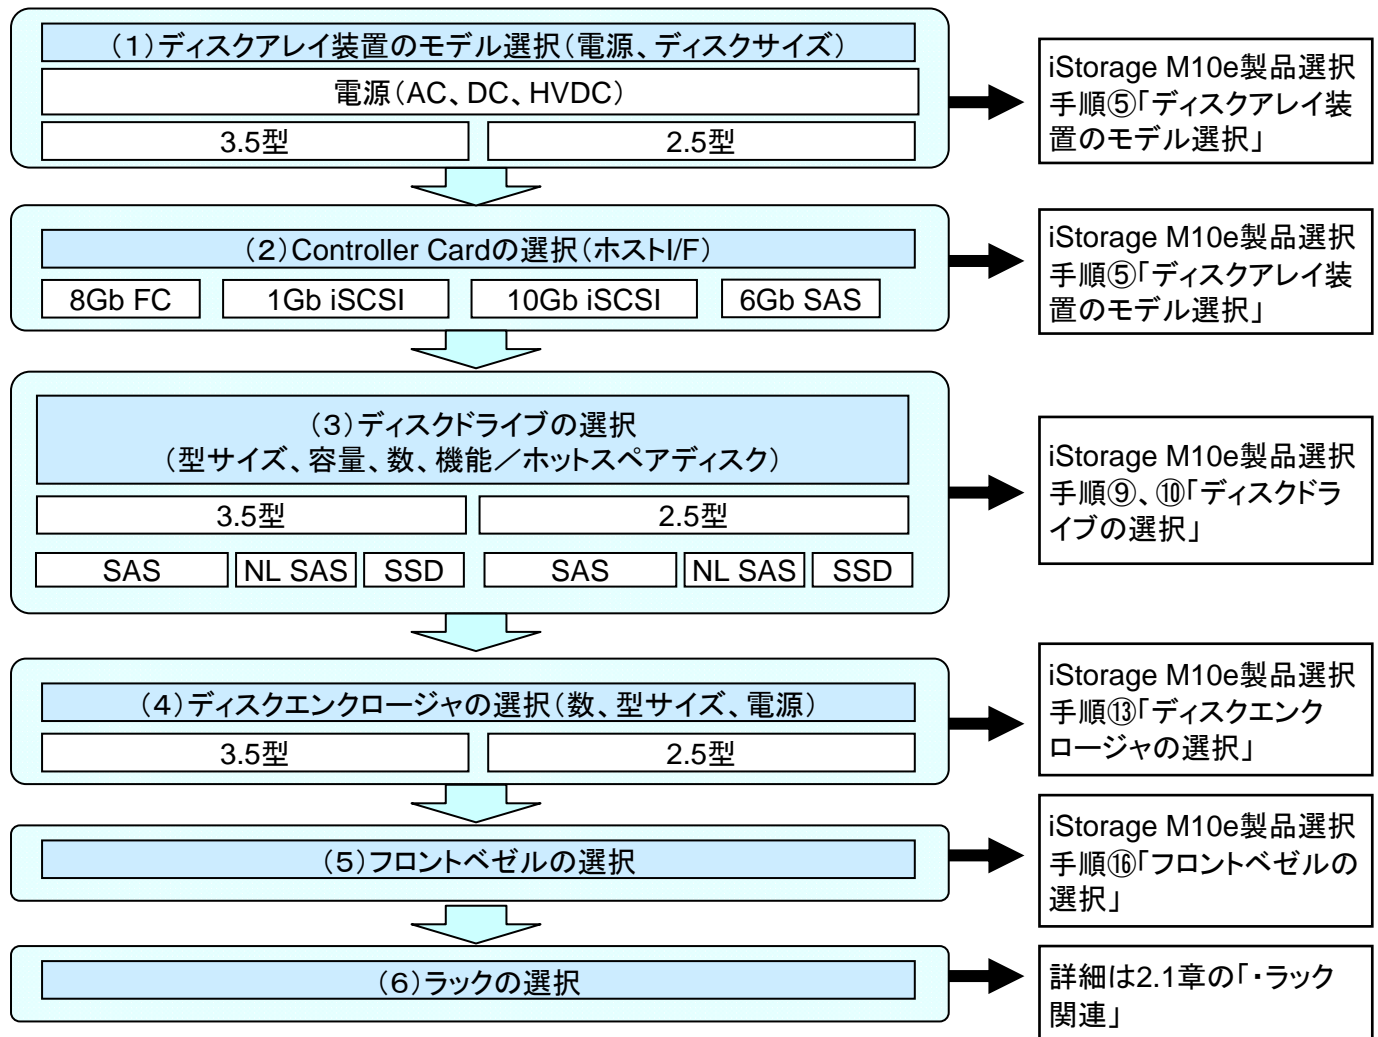 （１）ディスクアレイ装置のモデル選択（電源、ディスクサイズ）
電源（AC、DC、HVDC）
3.5型
2.5型
iStorage M10e製品選択
手順⑤「ディスクアレイ装
置のモデル選択」
（２）Controller Cardの選択（ホストI/F）
8Gb FC
1Gb iSCSI
10Gb iSCSI
6Gb SAS
iStorage M10e製品選択
手順⑤「ディスクアレイ装
置のモデル選択」
（３）ディスクドライブの選択
（型サイズ、容量、数、機能／ホットスペアディスク）
3.5型
2.5型
SAS
NL SAS
SSD
SAS
NL SAS
SSD
iStorage M10e製品選択
手順⑨、⑩「ディスクドラ
イブの選択」
（４）ディスクエンクロージャの選択（数、型サイズ、電源）
3.5型
2.5型
iStorage M10e製品選択
手順⑬「ディスクエンク
ロージャの選択」
（５）フロントベゼルの選択
iStorage M10e製品選択
手順⑯「フロントベゼルの
選択」
（６）ラックの選択
詳細は2.1章の「・ラック
関連」